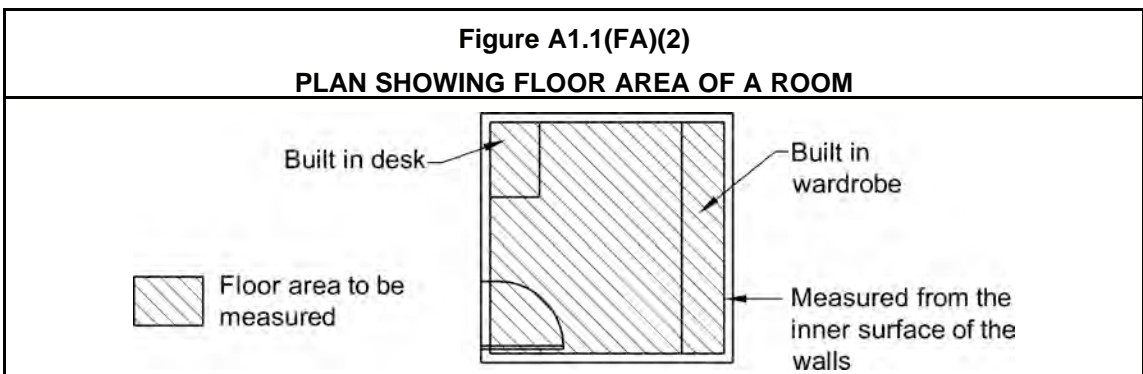 Figure A1.1(FA)(2)
PLAN SHOWING FLOOR AREA OF A ROOM
Built in desk
Built in
wardrobe
Floor area to be
measured
Measured from the
inner surface of the
walls